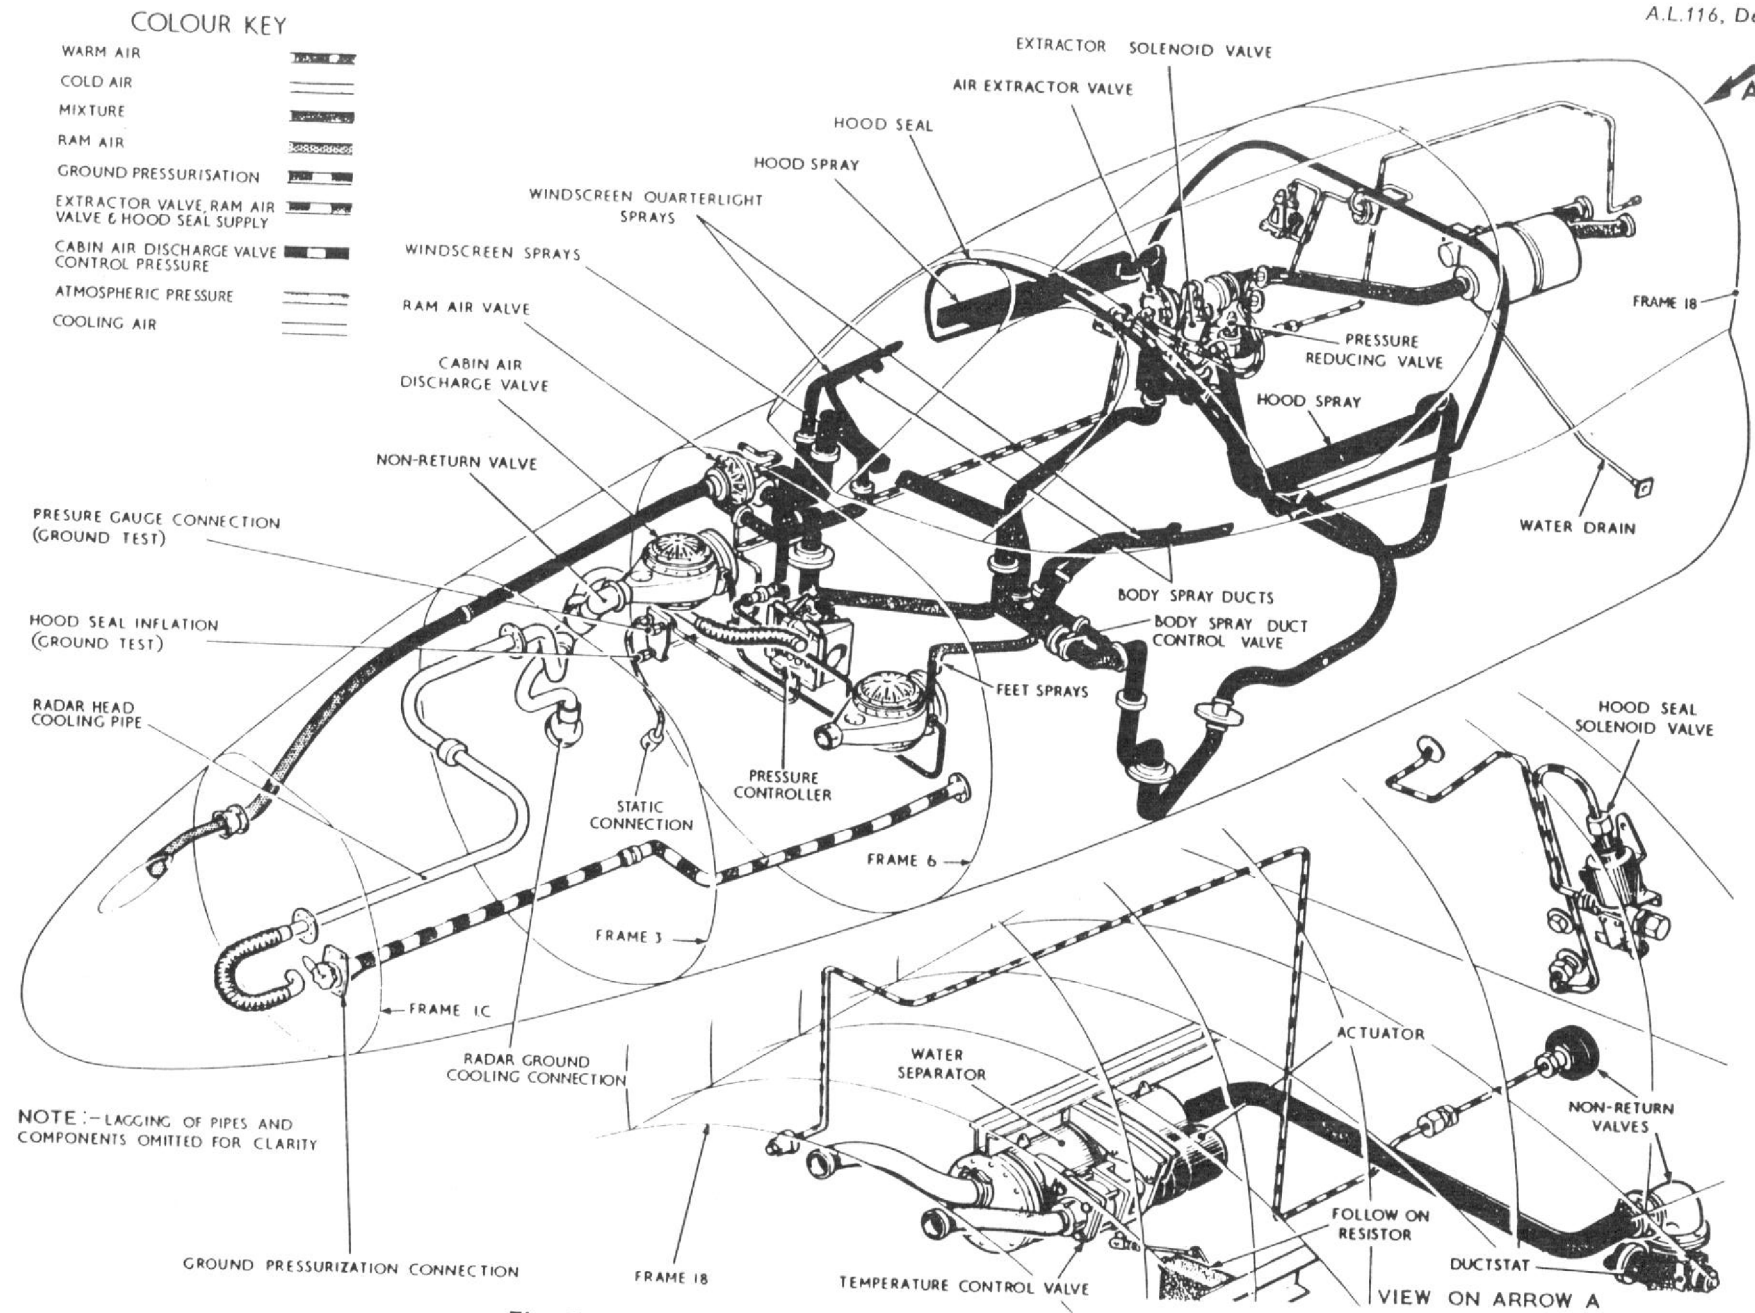 A.L.116, De
COLOUR KEY
WARM AIR
COLD AIR
MIXTURE
RAM AIR
GROUND PRESSURISATION
EXTRACTOR VALVE, RAM AIR
VALVE & HOOD SEAL SUPPLY
CABIN AIR DISCHARGE VALVE
CONTROL PRESSURE
ATMOSPHERIC PRESSURE
COOLING AIR
EXTRACTOR SOLENOID VALVE
AIR EXTRACTOR VALVE
HOOD SEAL
HOOD SPRAY
WINDSCREEN QUARTERLIGHT
SPRAYS
WINDSCREEN SPRAYS
RAM AIR VALVE
CABIN AIR
DISCHARGE VALVE
NON-RETURN VALVE
PRESURE GAUGE CONNECTION
(GROUND TEST)
HOOD SEAL INFLATION
(GROUND TEST)
RADAR HEAD
COOLING PIPE
A
FRAME 18
PRESSURE
REDUCING VALVE
HOOD SPRAY
WATER DRAIN
BODY SPRAY DUCTS
BODY SPRAY DUCT
CONTROL VALVE
FEET SPRAYS
PRESSURE
CONTROLLER
STATIC
CONNECTION
FRAME 6
FRAME 3
FRAME 1C
RADAR GROUND
COOLING CONNECTION
NOTE:- LAGGING OF PIPES AND
COMPONENTS OMITTED FOR CLARITY
GROUND PRESSURIZATION CONNECTION
FRAME 18
HOOD SEAL
SOLENOID VALVE
ACTUATOR
WATER
SEPARATOR
NON-RETURN
VALVES
FOLLOW ON
RESISTOR
DUCTSTAT
TEMPERATURE CONTROL VALVE
VIEW ON ARROW A